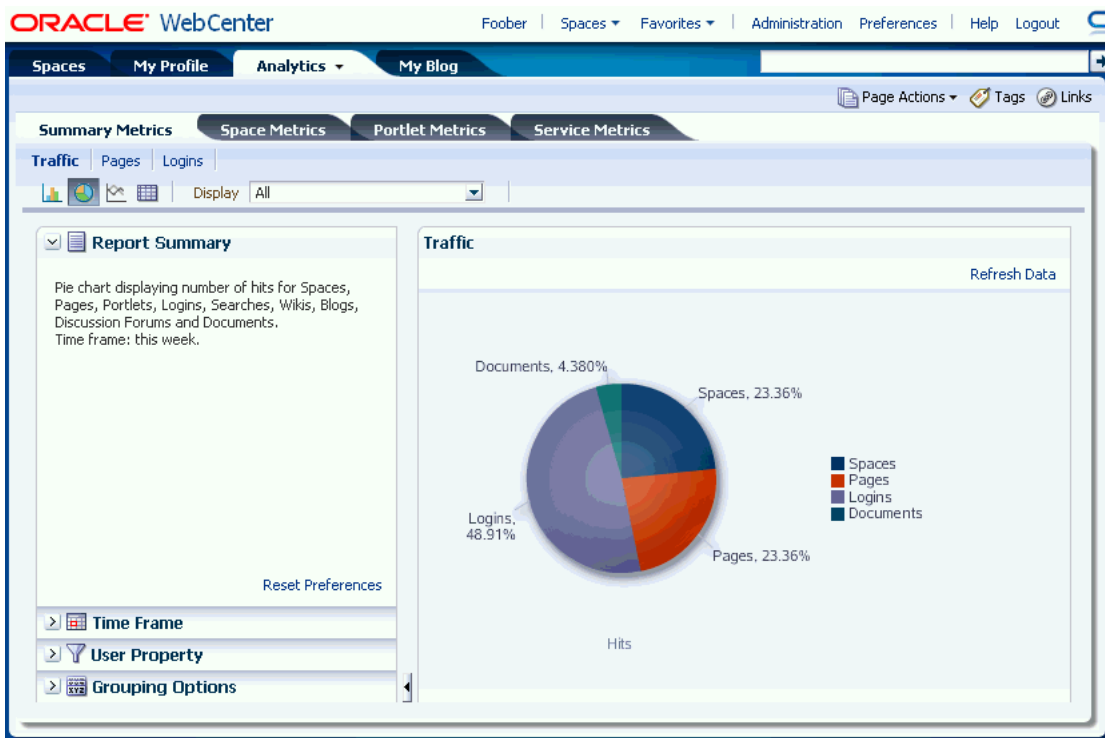 ORACLE WebCenter
Foober Spaces Favorites Administration Preferences Help Logout
Spaces My Profile Analytics My Blog
Page Actions Tags Links
Summary Metrics Space Metrics Portlet Metrics Service Metrics
Traffic Pages Logins
Display All
Report Summary
Pie chart displaying number of hits for Spaces,
Pages, Portlets, Logins, Searches, Wikis, Blogs,
Discussion Forums and Documents.
Time frame: this week.
Reset Preferences
Time Frame
User Property
Grouping Options
Traffic
Refresh Data
Documents, 4.380%
Spaces, 23.36%
Logins,
48.91%
Pages, 23.36%
Spaces
Pages
Logins
Documents
Hits